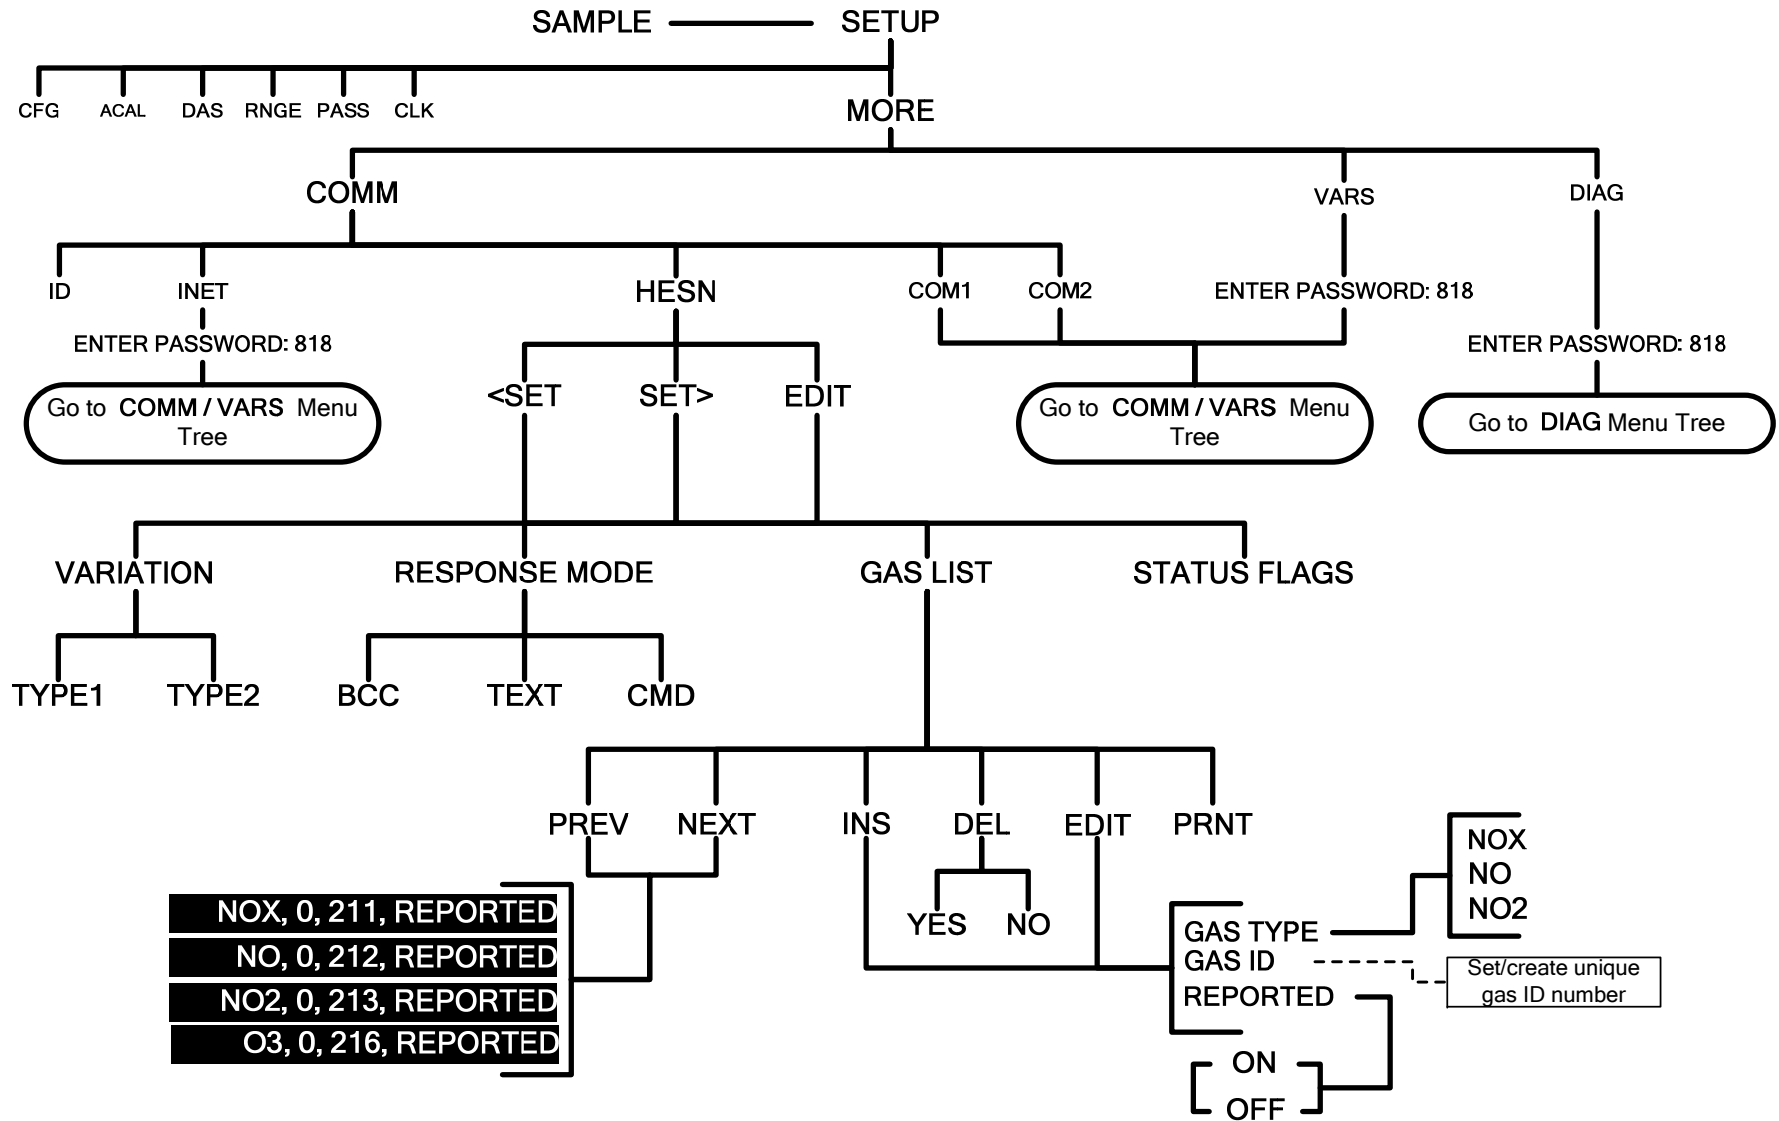 SAMPLE SETUP
CFG ACAL DAS RNGE PASS CLK MORE
COMM VARS DIAG
ID INET HESN COM1 COM2 ENTER PASSWORD: 818
ENTER PASSWORD: 818 ENTER PASSWORD: 818
<SET SET> EDIT
Go to COMM / VARS Menu
Tree
Go to COMM / VARS Menu
Tree
Go to DIAG Menu Tree
VARIATION RESPONSE MODE GAS LIST STATUS FLAGS
TYPE1 TYPE2 BCC TEXT CMD
PREV NEXT INS DEL EDIT PRNT
YES NO
NOX, 0, 211, REPORTED
NO, 0, 212, REPORTED
NO2, 0, 213, REPORTED
O3, 0, 216, REPORTED
NOX
NO
NO2
GAS TYPE
GAS ID
REPORTED
Set/create unique
gas ID number
ON
OFF